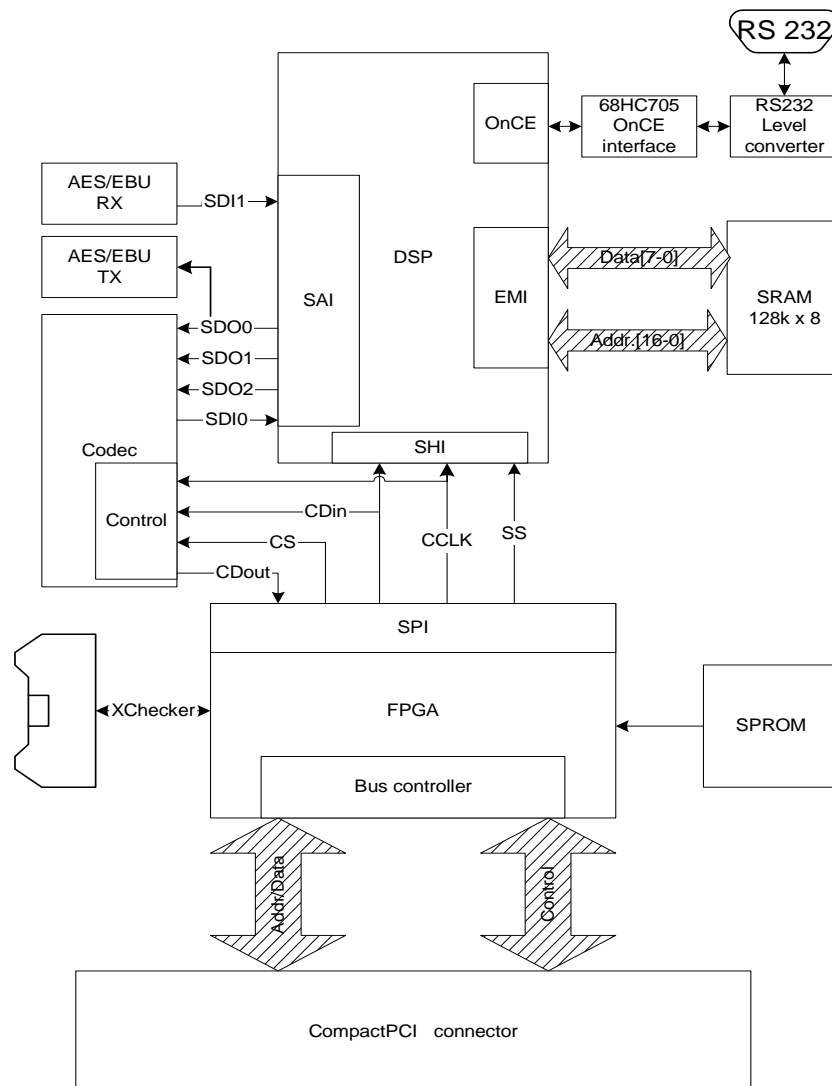 RS 232
OnCE
68HC705
OnCE
interface
RS232
Level
converter
AES/EBU
RX
SDI1
AES/EBU
TX
DSP
SAI
EMI
Data[7-0]
SRAM
128k x 8
Addr.[16-0]
SDO0
SDO1
SDO2
SDI0
Codec
SHI
Control
CDin
CS
CCLK
SS
CDout
SPI
XChecker
FPGA
SPROM
Bus controller
Addr/Data
Control
CompactPCI connector